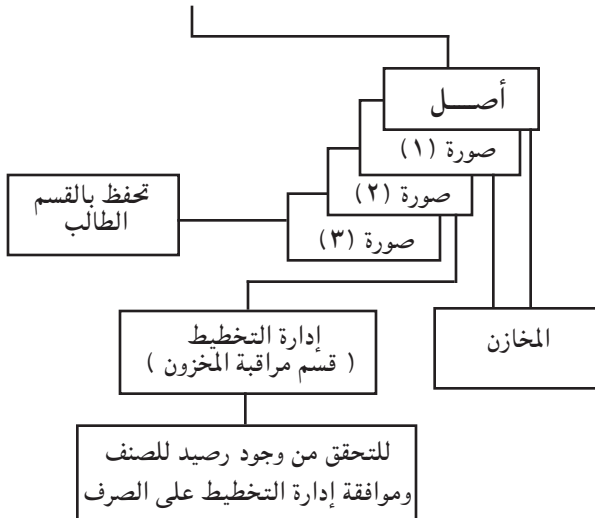 أصـــل
صورة (١)
صورة (٢)
صورة (٣)
تحفظ بالقسم
الطالب
المخازن
إدارة التخطيط
( قسم مراقبة المخزون )
للتحقق من وجود رصيد للصنف
وموافقة إدارة التخطيط على الصرف